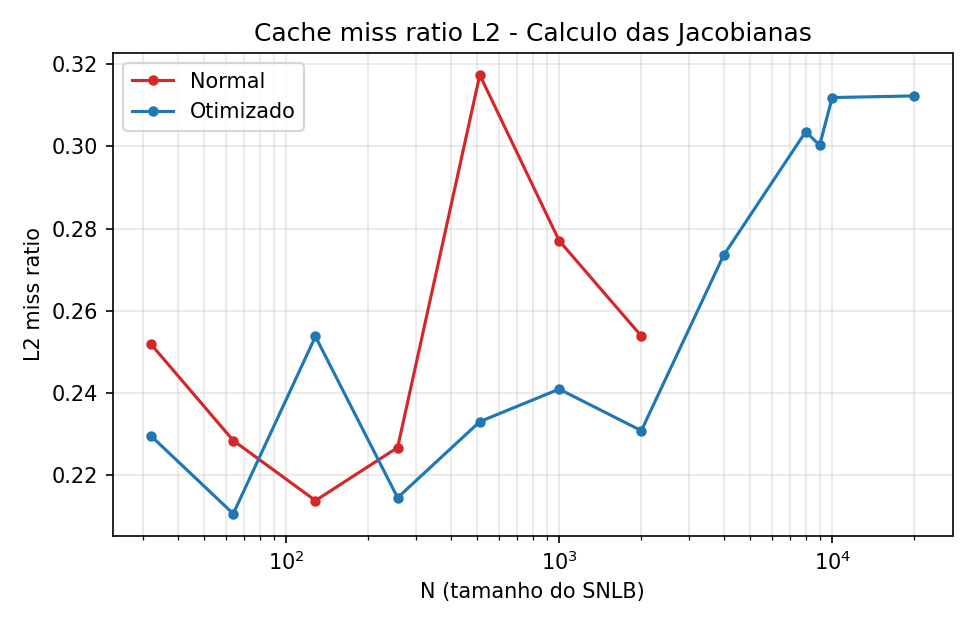 Cache miss ratio L2 - Calculo das Jacobianas
Normal
Otimizado
L2 miss ratio
0.32
0.30
0.28
0.26
0.24
0.22
10²
10³
10⁴
N (tamanho do SNLB)